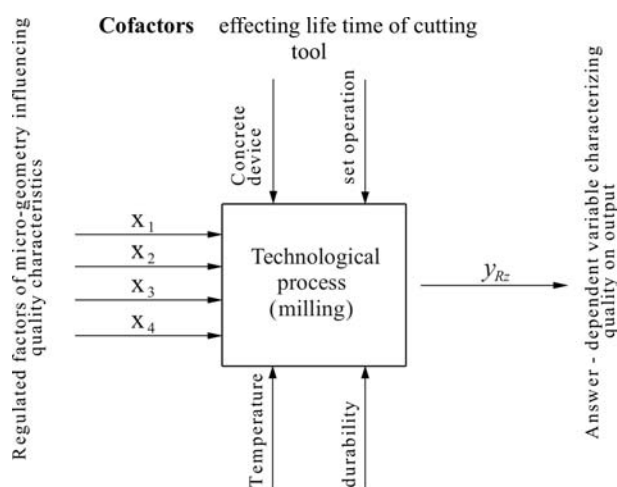 Cofactors effecting life time of cutting
tool
Regulated factors of micro-geometry influencing
quality characteristics
Concrete
device
set operation
X1
X2
X3
X4
Technological
process
(milling)
yRz
Temperature
durability
Answer - dependent variable characterizing
quality on output